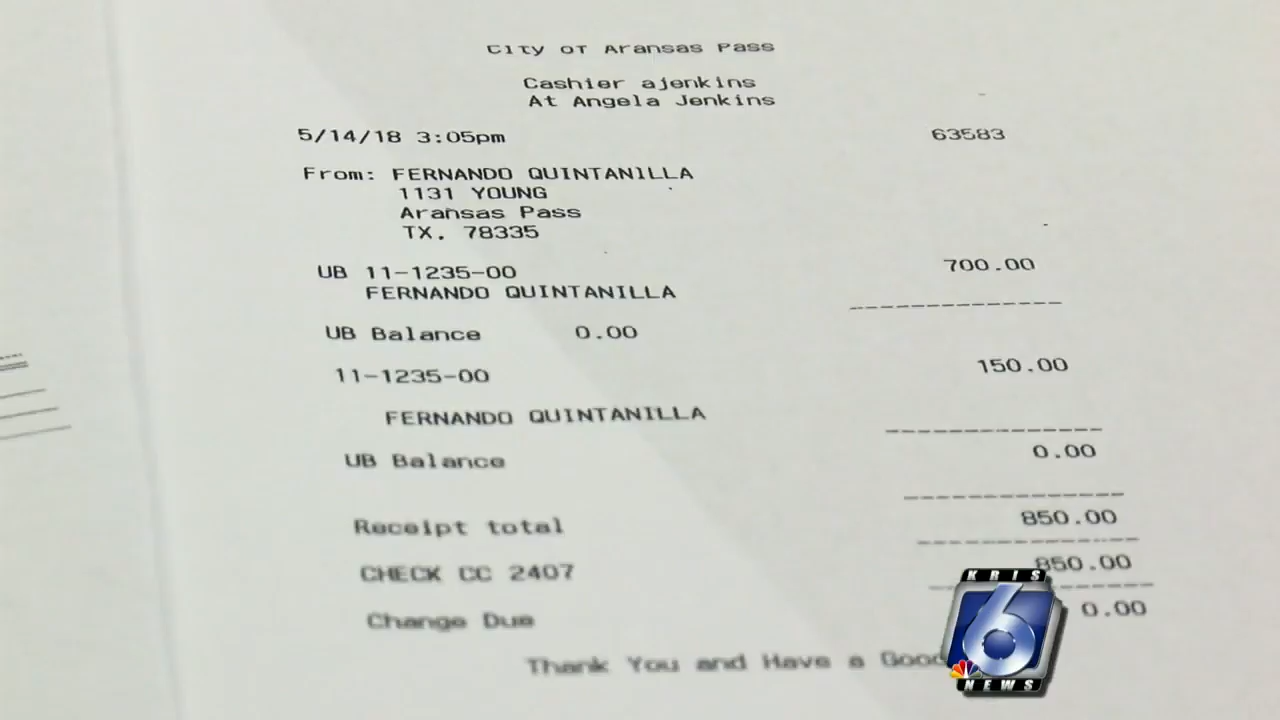 City of Aransas Pass
Cashier ajenkins
At Angela Jenkins
5/14/18 3:05pm 63583
From: FERNANDO QUINTANILLA
1131 YOUNG
Aransas Pass
TX. 78335
UB 11-1235-00 700.00
FERNANDO QUINTANILLA
UB Balance 0.00
11-1235-00 150.00
FERNANDO QUINTANILLA
UB Balance 0.00
Receipt total 850.00
CHECK CC 2407 850.00
Change Due 0.00
Thank You and Have a Good
KRIS
6
NEWS